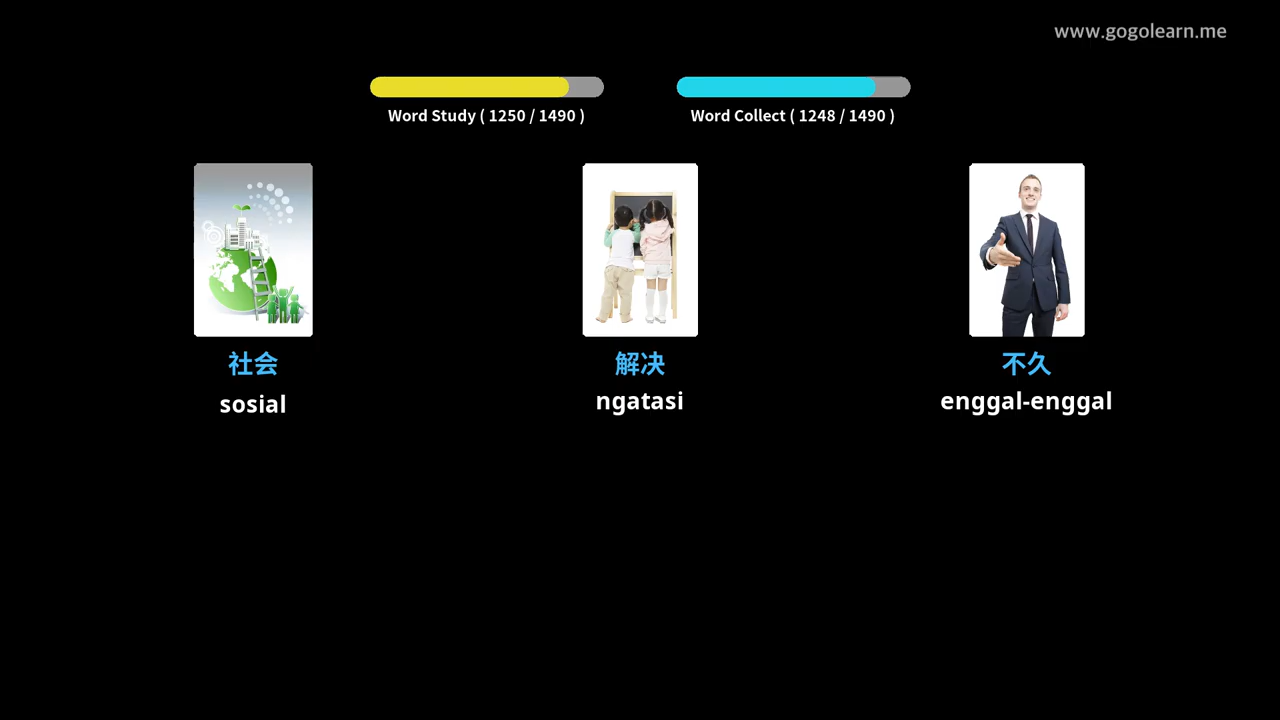 www.gogolearn.me
Word Study ( 1250 / 1490 )
Word Collect ( 1248 / 1490 )
社会
解决
不久
sosial
ngatasi
enggal-enggal